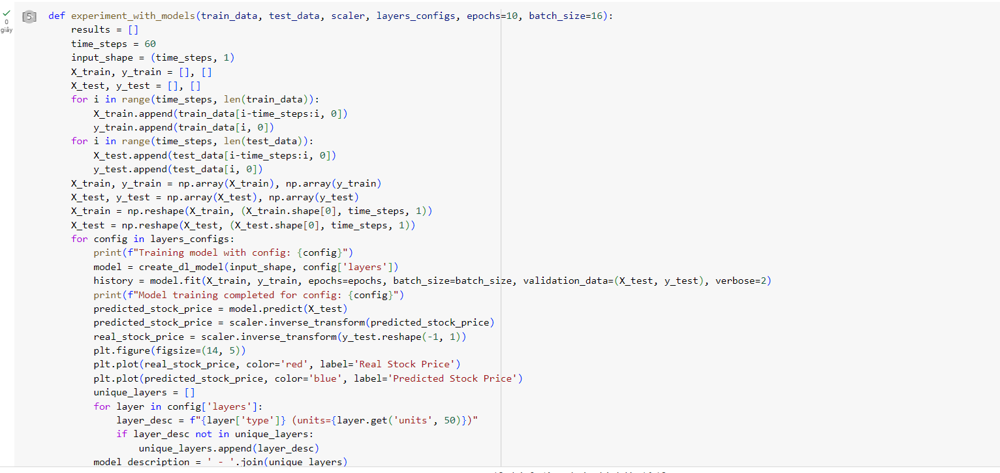 [5]
0
giây
def experiment_with_models(train_data, test_data, scaler, layers_configs, epochs=10, batch_size=16):
    results = []
    time_steps = 60
    input_shape = (time_steps, 1)
    X_train, y_train = [], []
    X_test, y_test = [], []
    for i in range(time_steps, len(train_data)):
        X_train.append(train_data[i-time_steps:i, 0])
        y_train.append(train_data[i, 0])
    for i in range(time_steps, len(test_data)):
        X_test.append(test_data[i-time_steps:i, 0])
        y_test.append(test_data[i, 0])
    X_train, y_train = np.array(X_train), np.array(y_train)
    X_test, y_test = np.array(X_test), np.array(y_test)
    X_train = np.reshape(X_train, (X_train.shape[0], time_steps, 1))
    X_test = np.reshape(X_test, (X_test.shape[0], time_steps, 1))
    for config in layers_configs:
        print(f"Training model with config: {config}")
        model = create_dl_model(input_shape, config['layers'])
        history = model.fit(X_train, y_train, epochs=epochs, batch_size=batch_size, validation_data=(X_test, y_test), verbose=2)
        print(f"Model training completed for config: {config}")
        predicted_stock_price = model.predict(X_test)
        predicted_stock_price = scaler.inverse_transform(predicted_stock_price)
        real_stock_price = scaler.inverse_transform(y_test.reshape(-1, 1))
        plt.figure(figsize=(14, 5))
        plt.plot(real_stock_price, color='red', label='Real Stock Price')
        plt.plot(predicted_stock_price, color='blue', label='Predicted Stock Price')
        unique_layers = []
        for layer in config['layers']:
            layer_desc = f"{layer['type']} (units={layer.get('units', 50)})"
            if layer_desc not in unique_layers:
                unique_layers.append(layer_desc)
        model_description = ' - '.join(unique_layers)